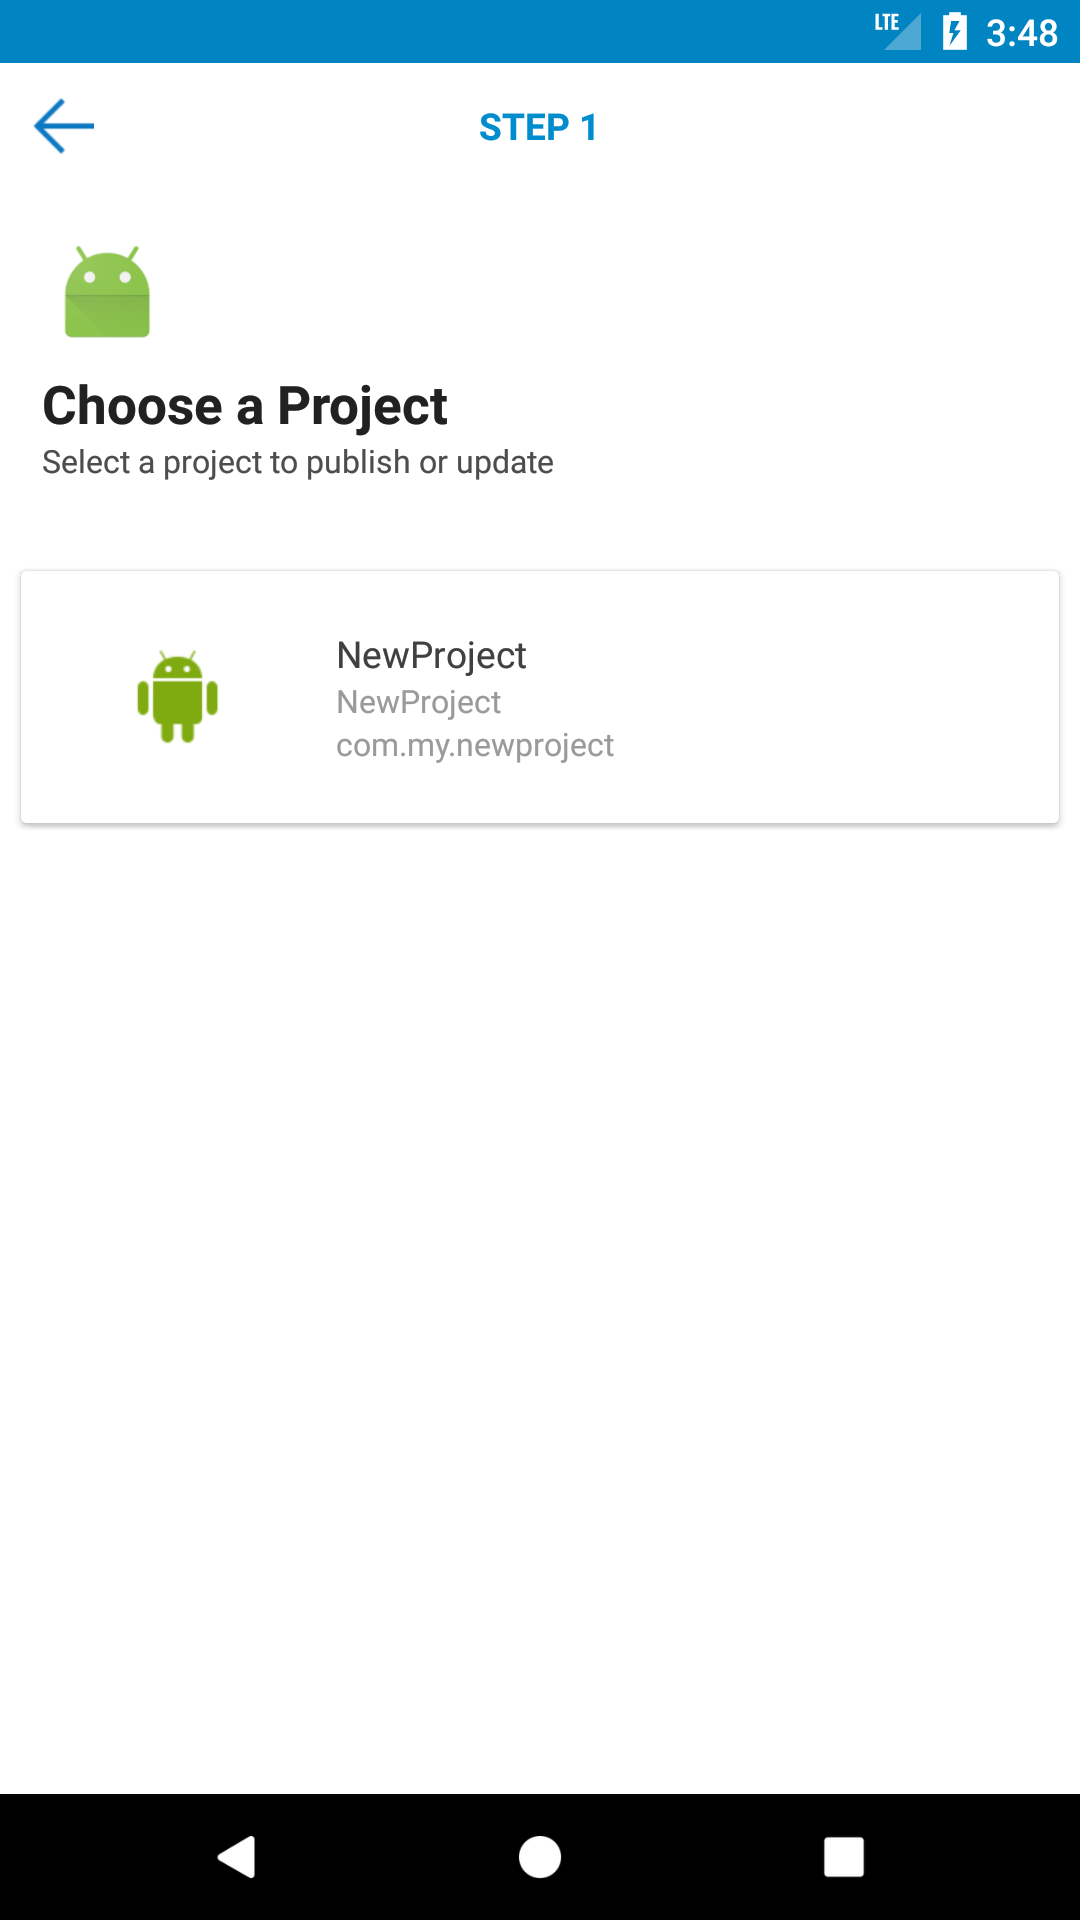 LTE 3:48
STEP 1
Choose a Project
Select a project to publish or update
NewProject
NewProject
com.my.newproject